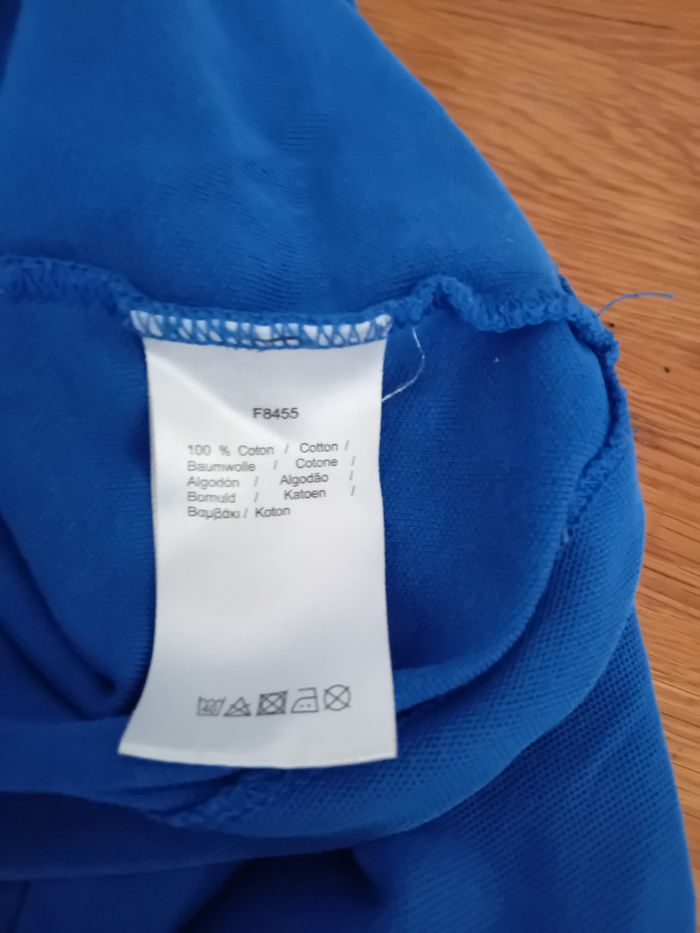 F8455
100 % Coton / Cotton /
Baumwolle / Cotone /
Algodón / Algodão /
Bomuld / Katoen /
Βαμβάκι / Koton